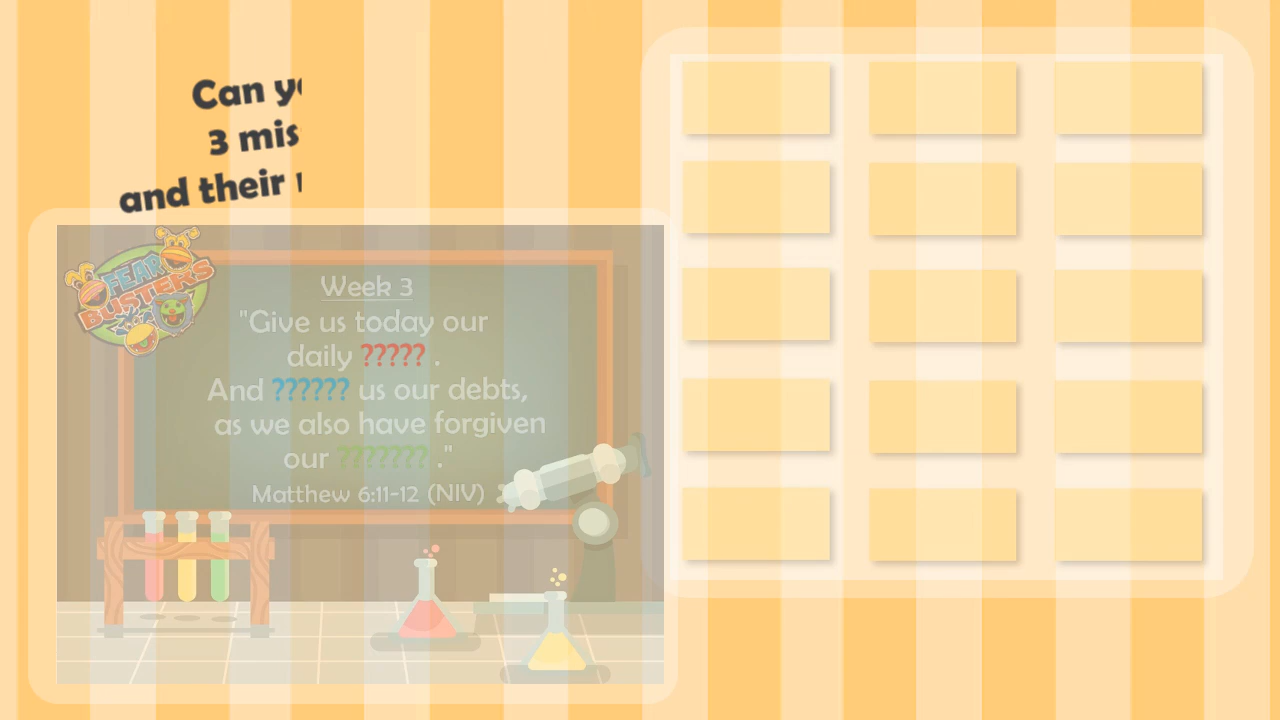 Can y
3 mis
and their
FEAR
BUSTERS
Week 3
"Give us today our
daily ????? .
And ?????? us our debts,
as we also have forgiven
our ??????? ."
Matthew 6:11-12 (NIV)